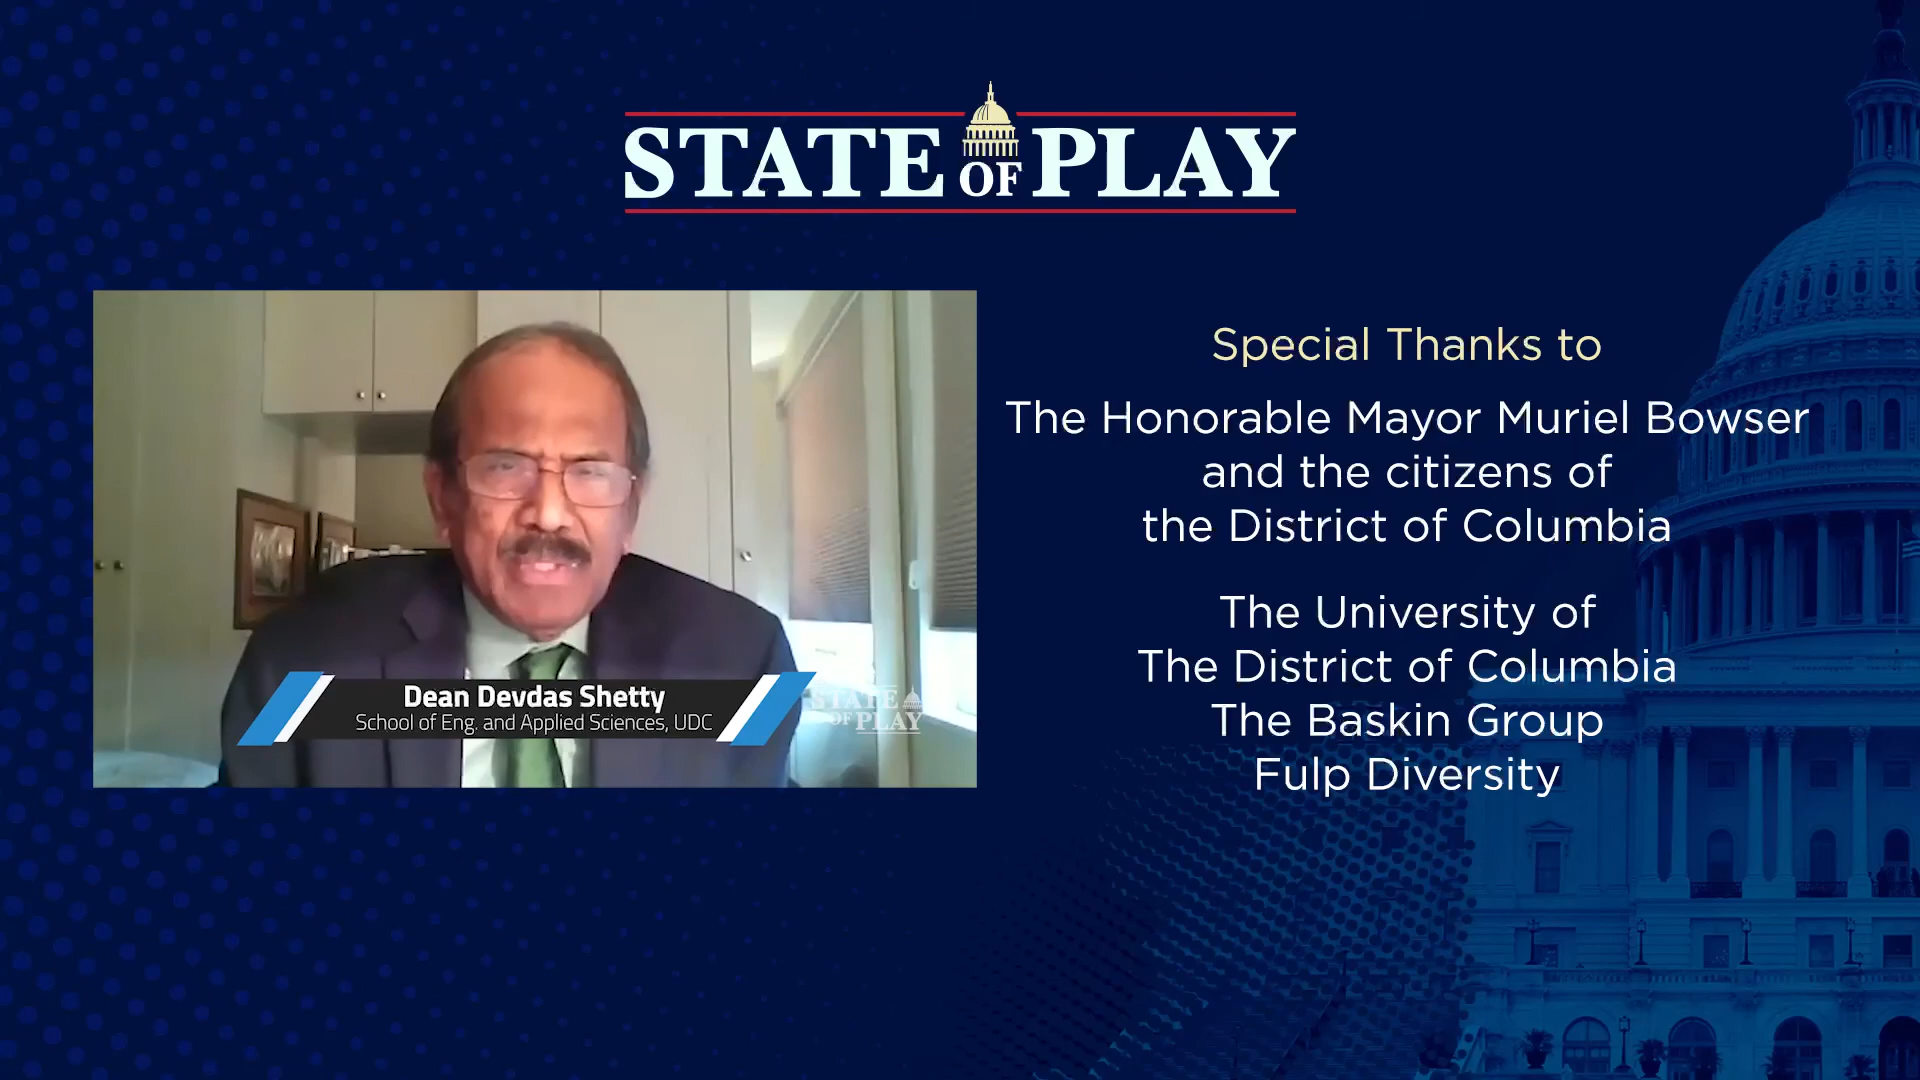 STATE OF PLAY
Special Thanks to
The Honorable Mayor Muriel Bowser
and the citizens of
the District of Columbia
The University of
The District of Columbia
The Baskin Group
Fulp Diversity
Dean Devdas Shetty
School of Eng. and Applied Sciences, UDC
STATE
OF PLAY